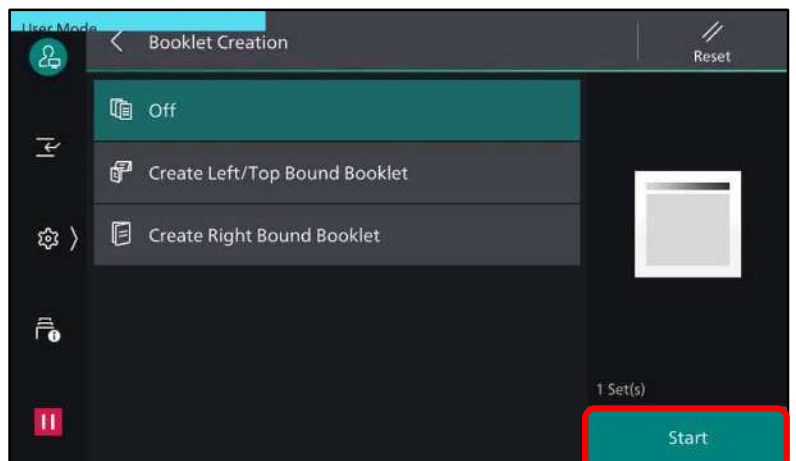 User Mode
Booklet Creation
Reset
Off
Create Left/Top Bound Booklet
Create Right Bound Booklet
1 Set(s)
Start